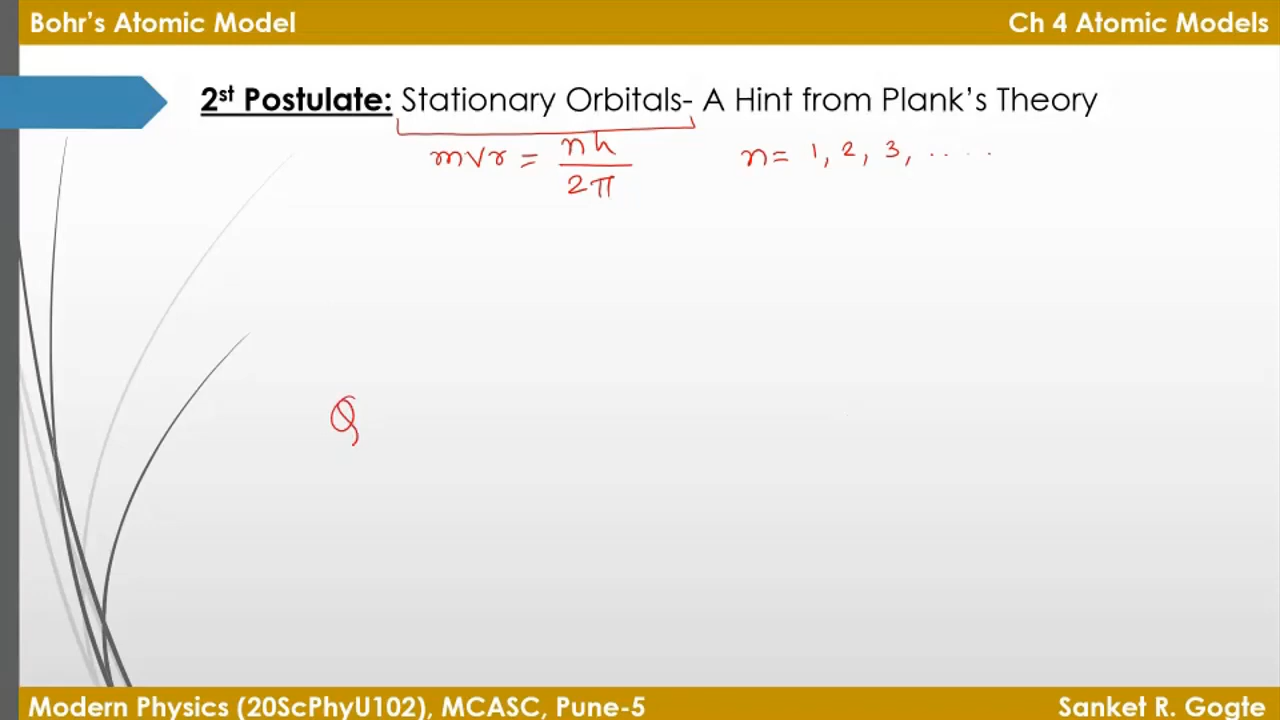 Bohr's Atomic Model
Ch 4 Atomic Models
2st Postulate: Stationary Orbitals- A Hint from Plank's Theory
mvr = nh/2π n = 1, 2, 3, .....
Q
Modern Physics (20ScPhyU102), MCASC, Pune-5
Sanket R. Gogte